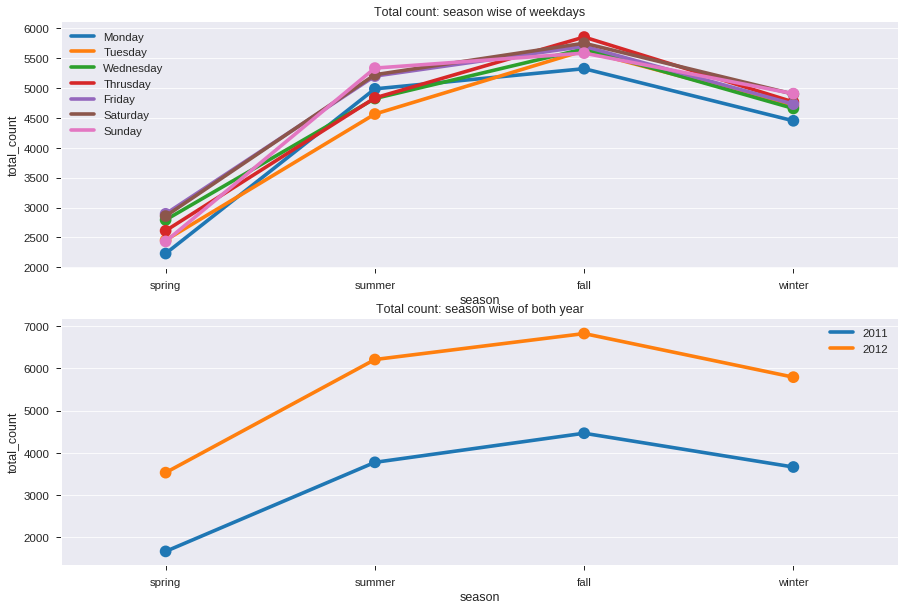 Total count: season wise of weekdays
6000
5500
5000
4500
4000
3500
3000
2500
2000
total_count
Monday
Tuesday
Wednesday
Thrusday
Friday
Saturday
Sunday
spring summer fall winter
season
Total count: season wise of both year
7000
6000
5000
4000
3000
2000
total_count
2011
2012
spring summer fall winter
season